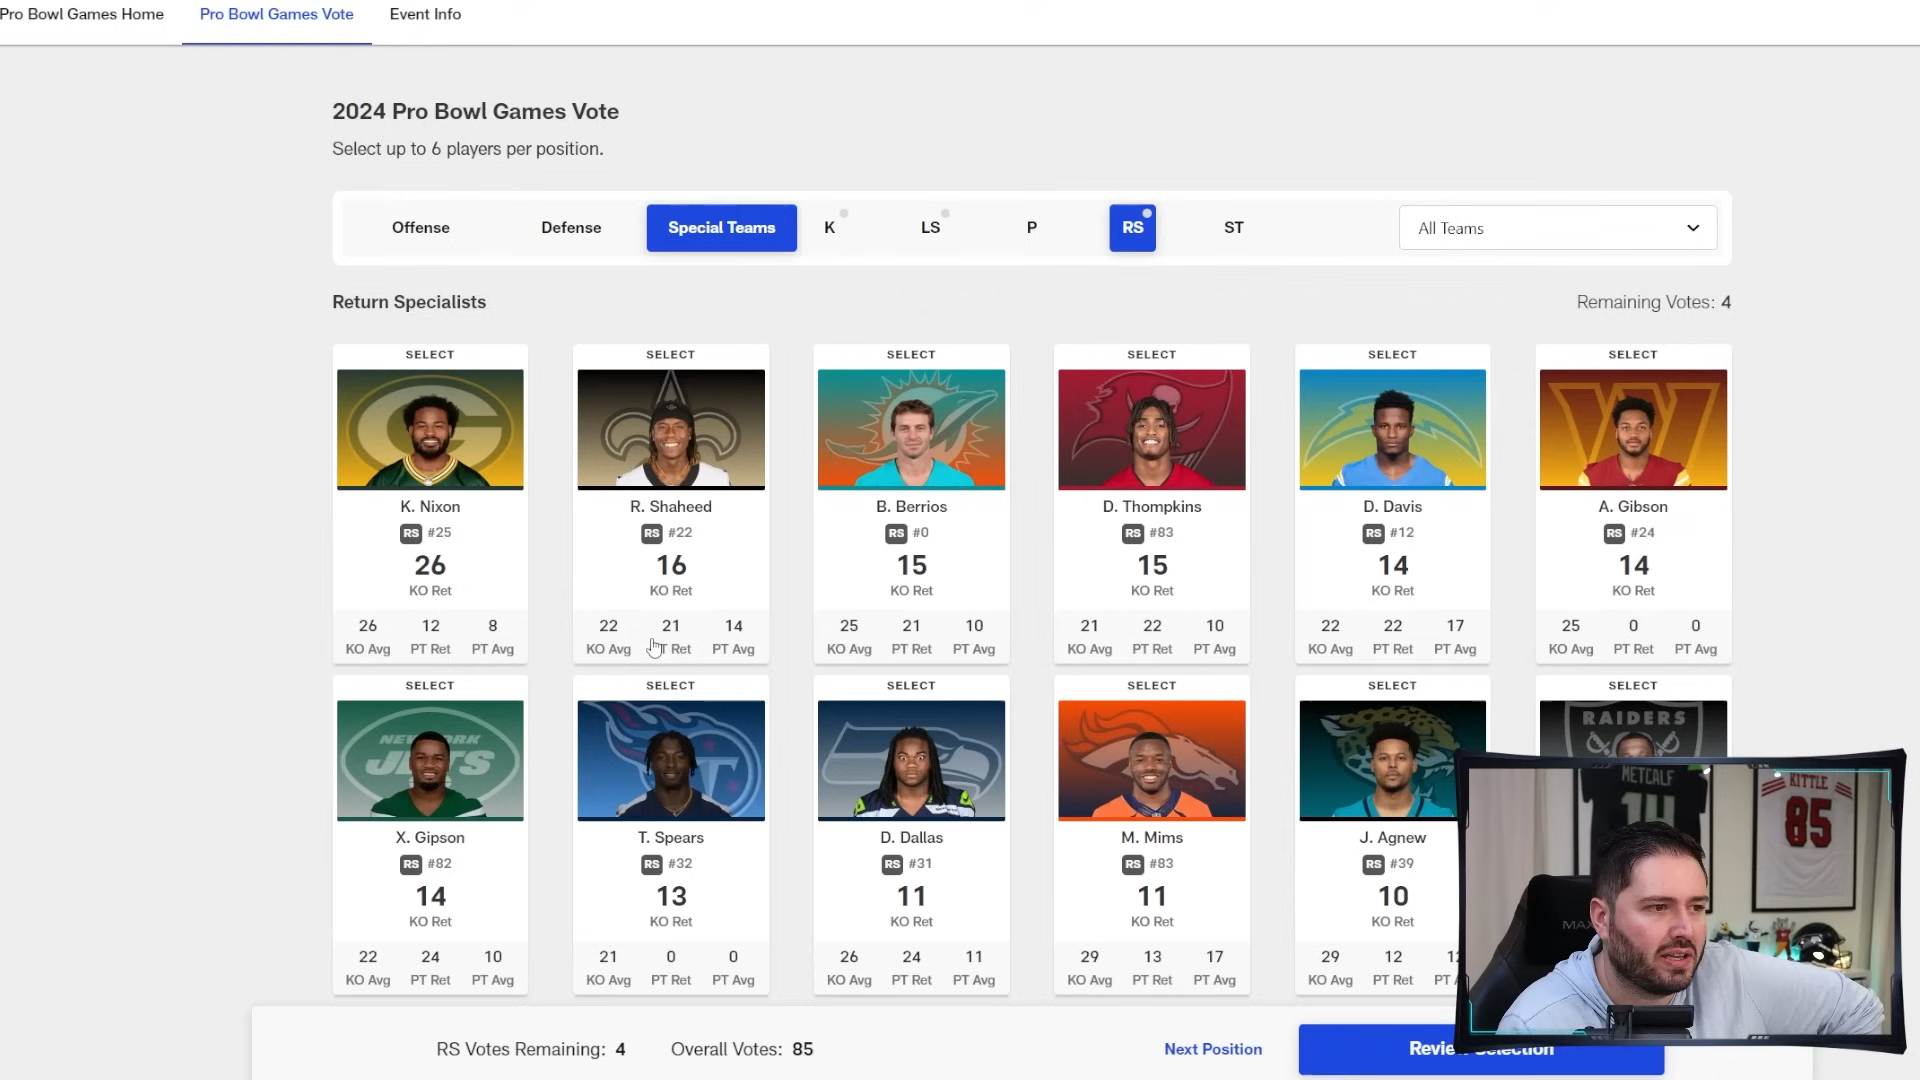 Pro Bowl Games Home Pro Bowl Games Vote Event Info
2024 Pro Bowl Games Vote
Select up to 6 players per position.
Offense Defense Special Teams K LS P RS ST All Teams
Return Specialists Remaining Votes: 4
SELECT SELECT SELECT SELECT SELECT SELECT
K. Nixon R. Shaheed B. Berrios D. Thompkins D. Davis A. Gibson
RS #25 RS #22 RS #0 RS #83 RS #12 RS #24
26 16 15 15 14 14
KO Ret KO Ret KO Ret KO Ret KO Ret KO Ret
26 12 8 22 21 14 25 21 10 21 22 10 22 22 17 25 0 0
KO Avg PT Ret PT Avg KO Avg PT Ret PT Avg KO Avg PT Ret PT Avg KO Avg PT Ret PT Avg KO Avg PT Ret PT Avg KO Avg PT Ret PT Avg
SELECT SELECT SELECT SELECT SELECT SELECT
NEW YORK JETS RAIDERS
X. Gipson T. Spears D. Dallas M. Mims J. Agnew
RS #82 RS #32 RS #31 RS #83 RS #39
14 13 11 11 10
KO Ret KO Ret KO Ret KO Ret KO Ret
22 24 10 21 0 0 26 24 11 29 13 17 29 12
KO Avg PT Ret PT Avg KO Avg PT Ret PT Avg KO Avg PT Ret PT Avg KO Avg PT Ret PT Avg KO Avg PT Ret
METCALF 14
KITTLE 85
RS Votes Remaining: 4 Overall Votes: 85 Next Position Review Selection